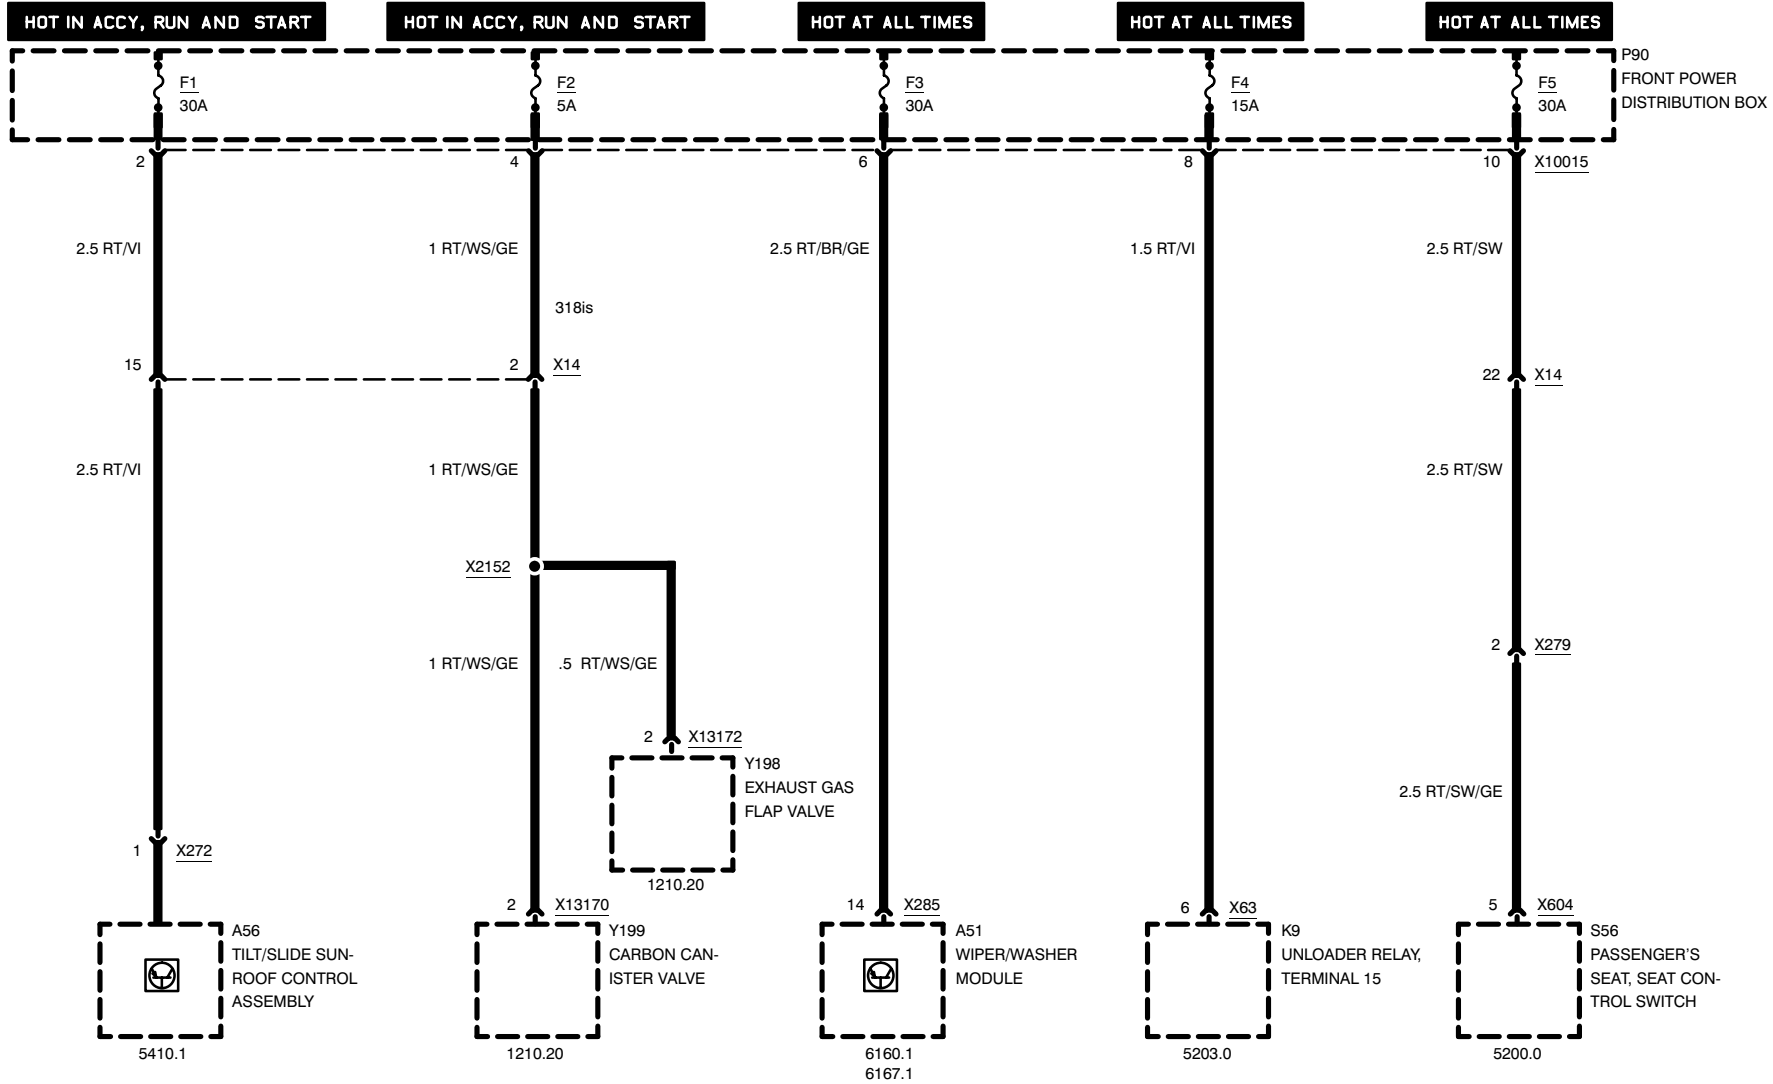 HOT IN ACCY, RUN AND START
HOT IN ACCY, RUN AND START
HOT AT ALL TIMES
HOT AT ALL TIMES
HOT AT ALL TIMES
P90
FRONT POWER
DISTRIBUTION BOX
F1
30A
F2
5A
F3
30A
F4
15A
F5
30A
2
4
6
8
10
X10015
2.5 RT/VI
1 RT/WS/GE
2.5 RT/BR/GE
1.5 RT/VI
2.5 RT/SW
318is
15
2
X14
22
X14
2.5 RT/VI
1 RT/WS/GE
2.5 RT/SW
X2152
2
X279
1 RT/WS/GE
.5 RT/WS/GE
2
X13172
Y198
EXHAUST GAS
FLAP VALVE
1210.20
2.5 RT/SW/GE
1
X272
2
X13170
14
X285
6
X63
5
X604
A56
TILT/SLIDE SUN-
ROOF CONTROL
ASSEMBLY
5410.1
Y199
CARBON CAN-
ISTER VALVE
1210.20
A51
WIPER/WASHER
MODULE
6160.1
6167.1
K9
UNLOADER RELAY,
TERMINAL 15
5203.0
S56
PASSENGER'S
SEAT, SEAT CON-
TROL SWITCH
5200.0